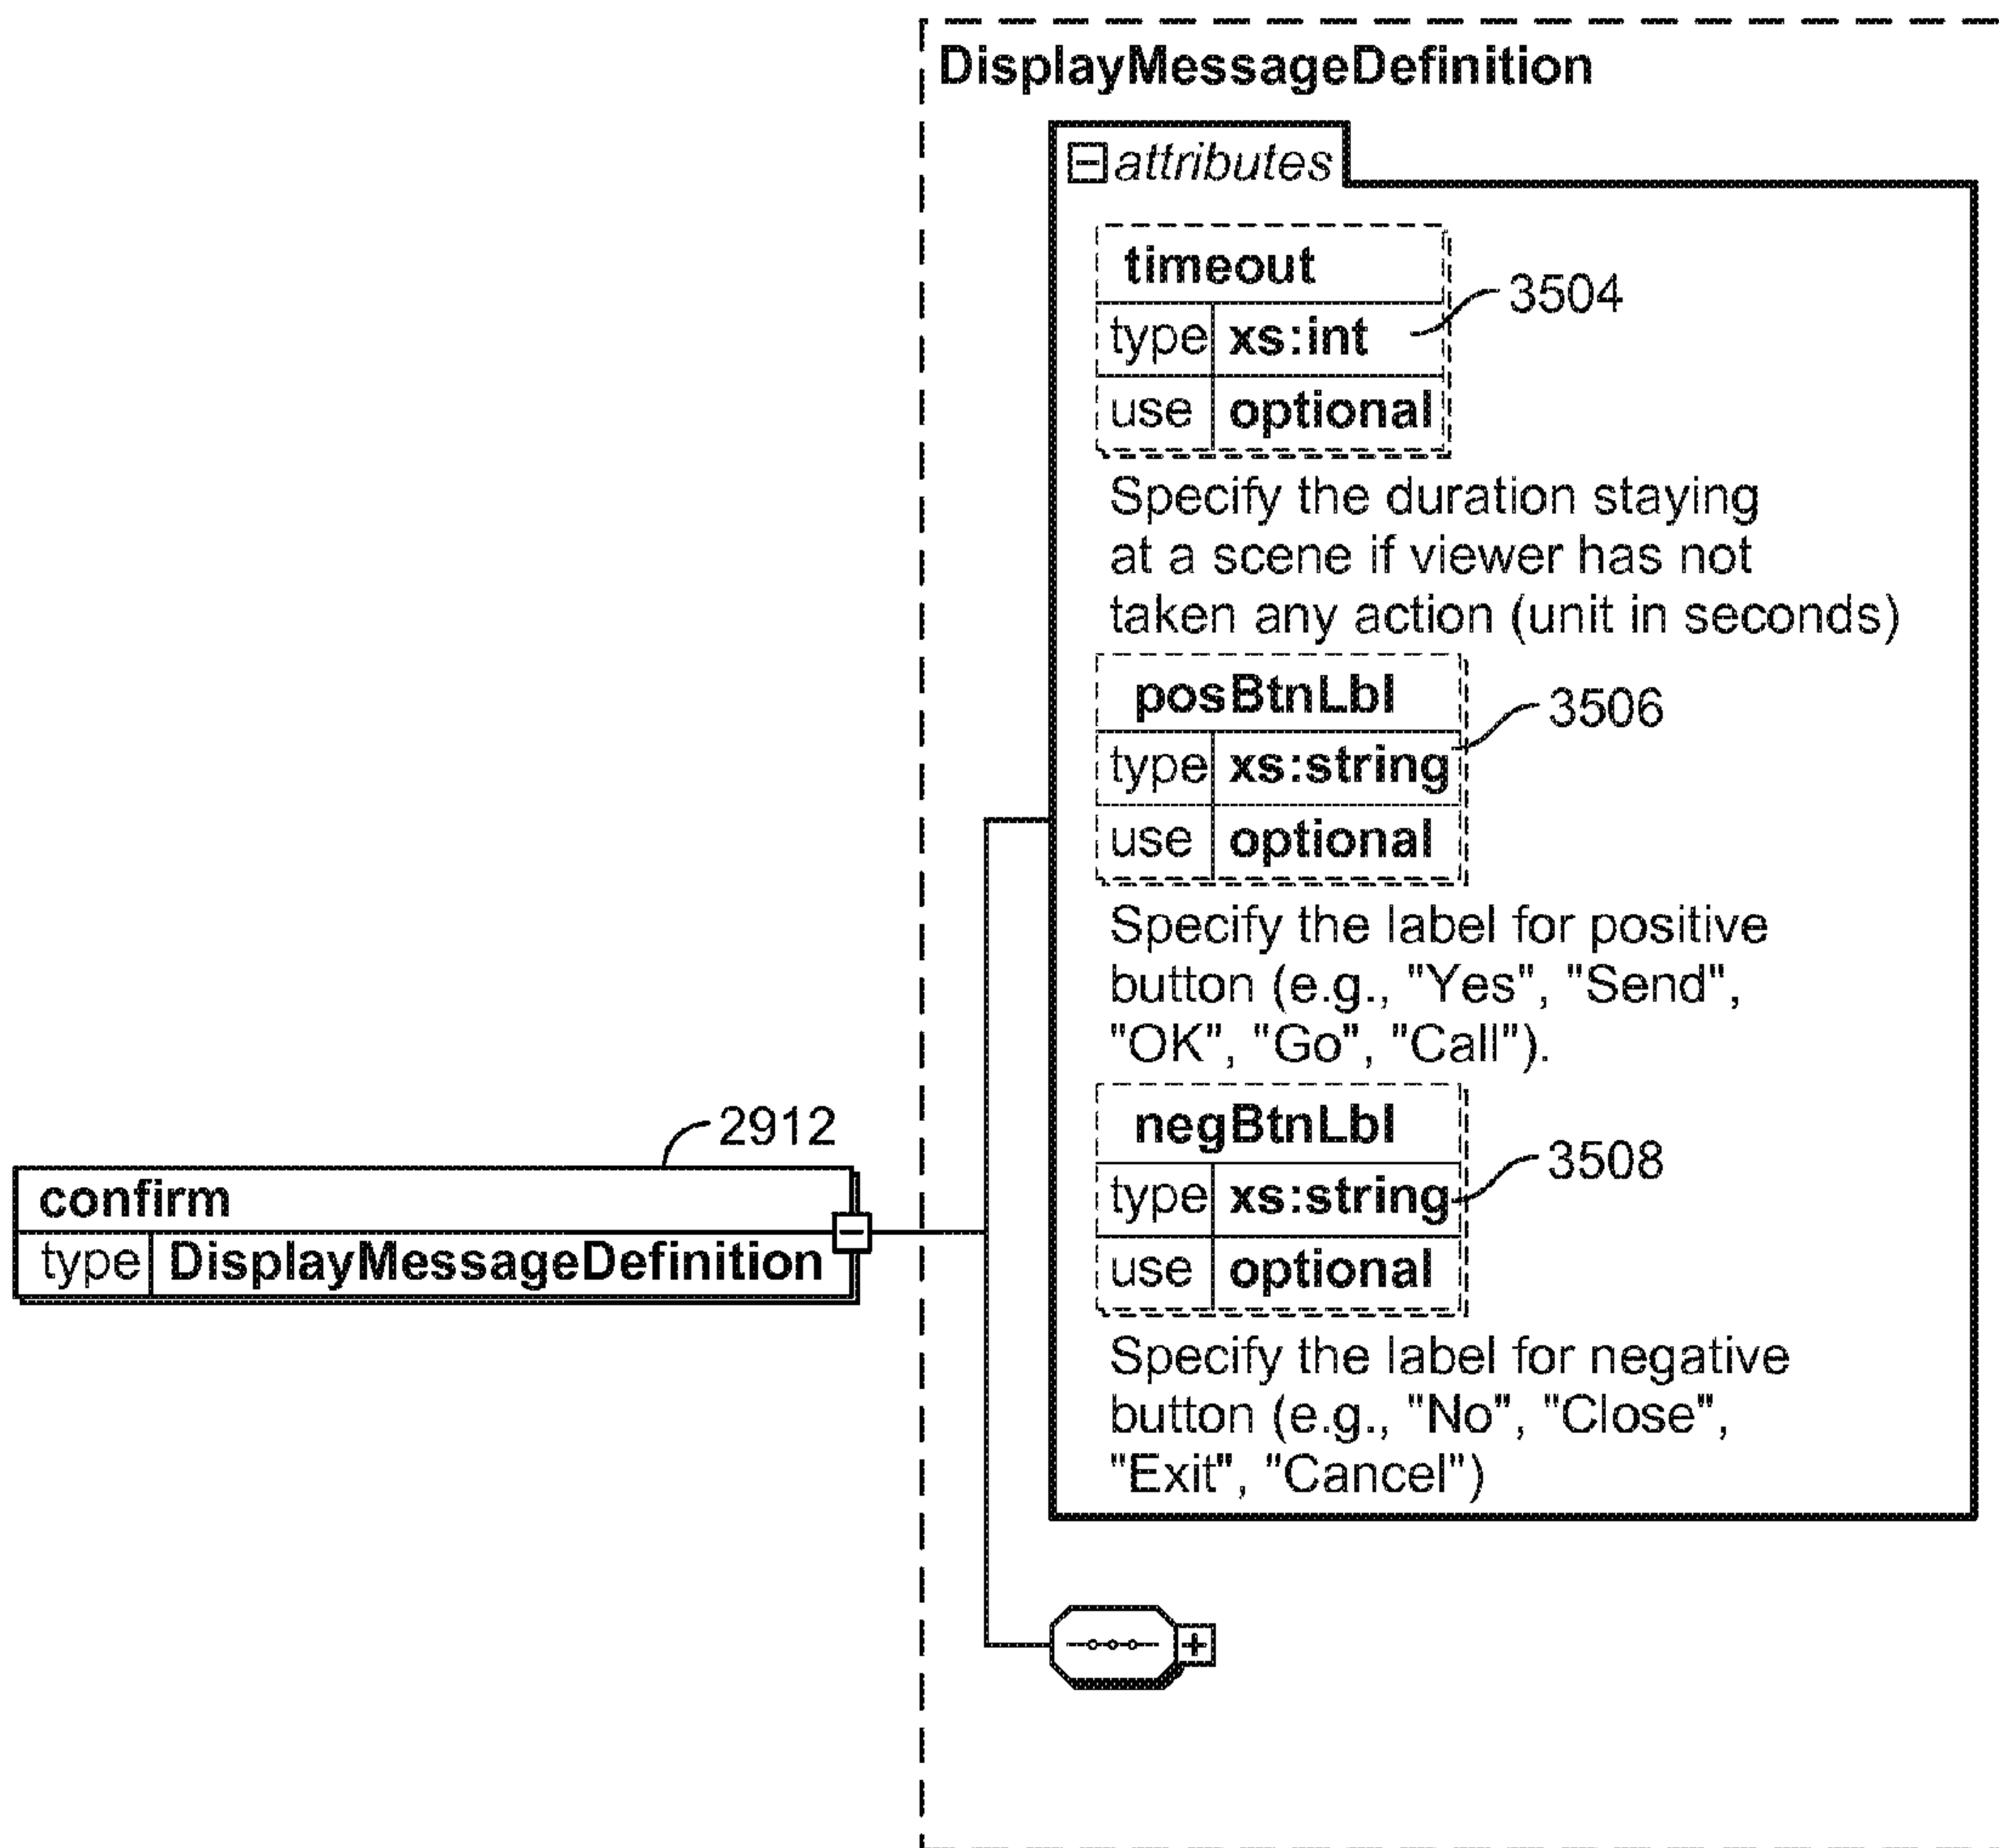 DisplayMessageDefinition
attributes
timeout
type xs:int
3504
use optional
Specify the duration staying
at a scene if viewer has not
taken any action (unit in seconds)
posBtnLbl
3506
type xs:string
use optional
Specify the label for positive
button (e.g., "Yes", "Send",
"OK", "Go", "Call").
negBtnLbl
3508
type xs:string
use optional
Specify the label for negative
button (e.g., "No", "Close",
"Exit", "Cancel")
2912
confirm
type DisplayMessageDefinition